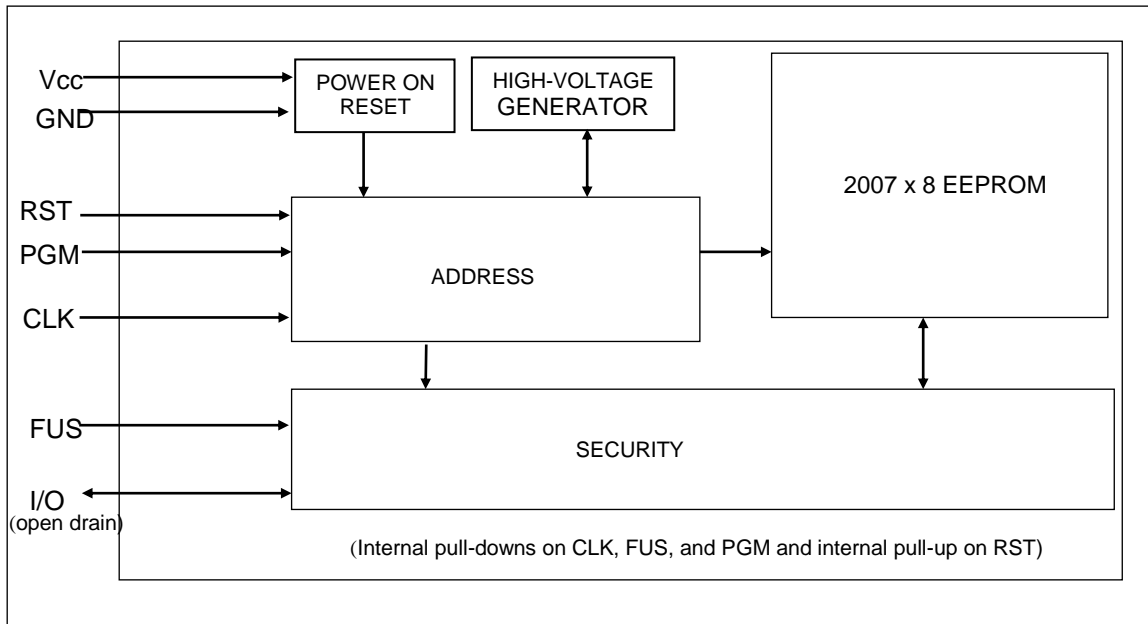 Vcc
GND
POWER ON
RESET
HIGH-VOLTAGE
GENERATOR
2007 x 8 EEPROM
RST
PGM
CLK
ADDRESS
FUS
I/O
(open drain)
SECURITY
(Internal pull-downs on CLK, FUS, and PGM and internal pull-up on RST)